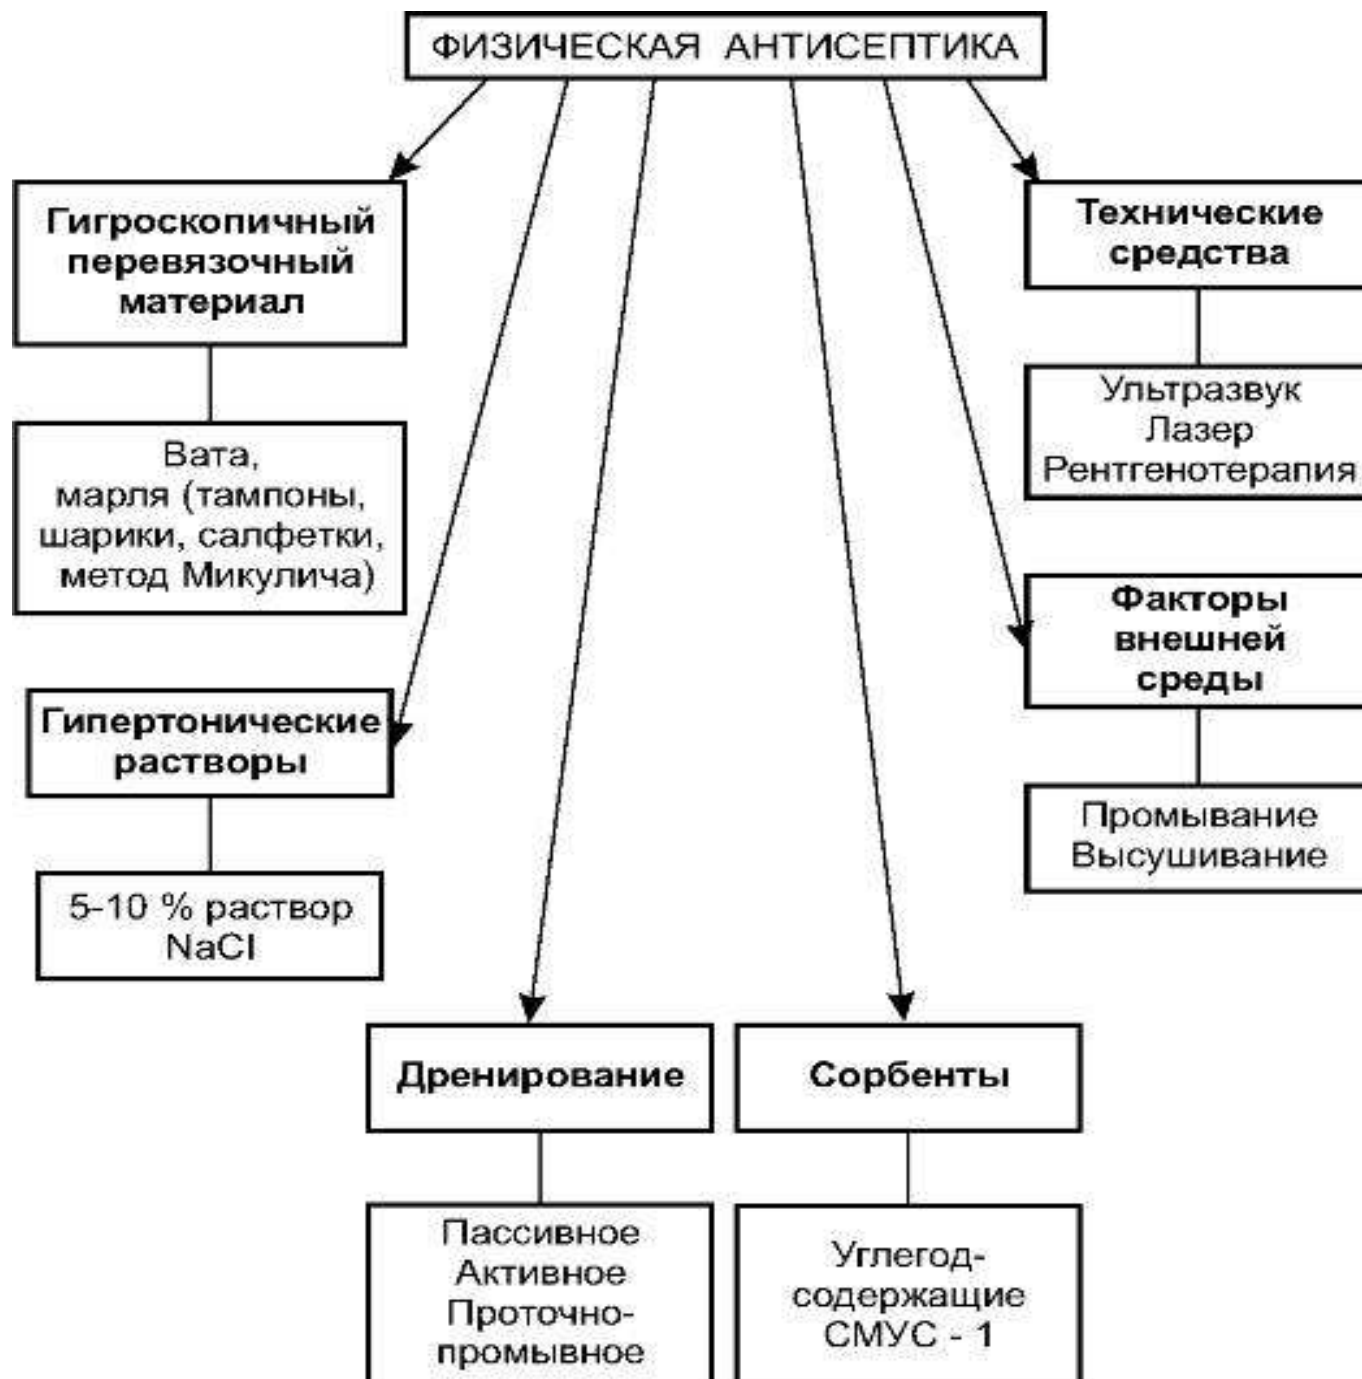 ФИЗИЧЕСКАЯ АНТИСЕПТИКА
Гигроскопичный
перевязочный
материал
Вата,
марля (тампоны,
шарики, салфетки,
метод Микулича)
Гипертонические
растворы
5-10 % раствор
NaCl
Дренирование
Пассивное
Активное
Проточно-
промывное
Сорбенты
Углегод-
содержащие
СМУС - 1
Технические
средства
Ультразвук
Лазер
Рентгенотерапия
Факторы
внешней
среды
Промывание
Высушивание